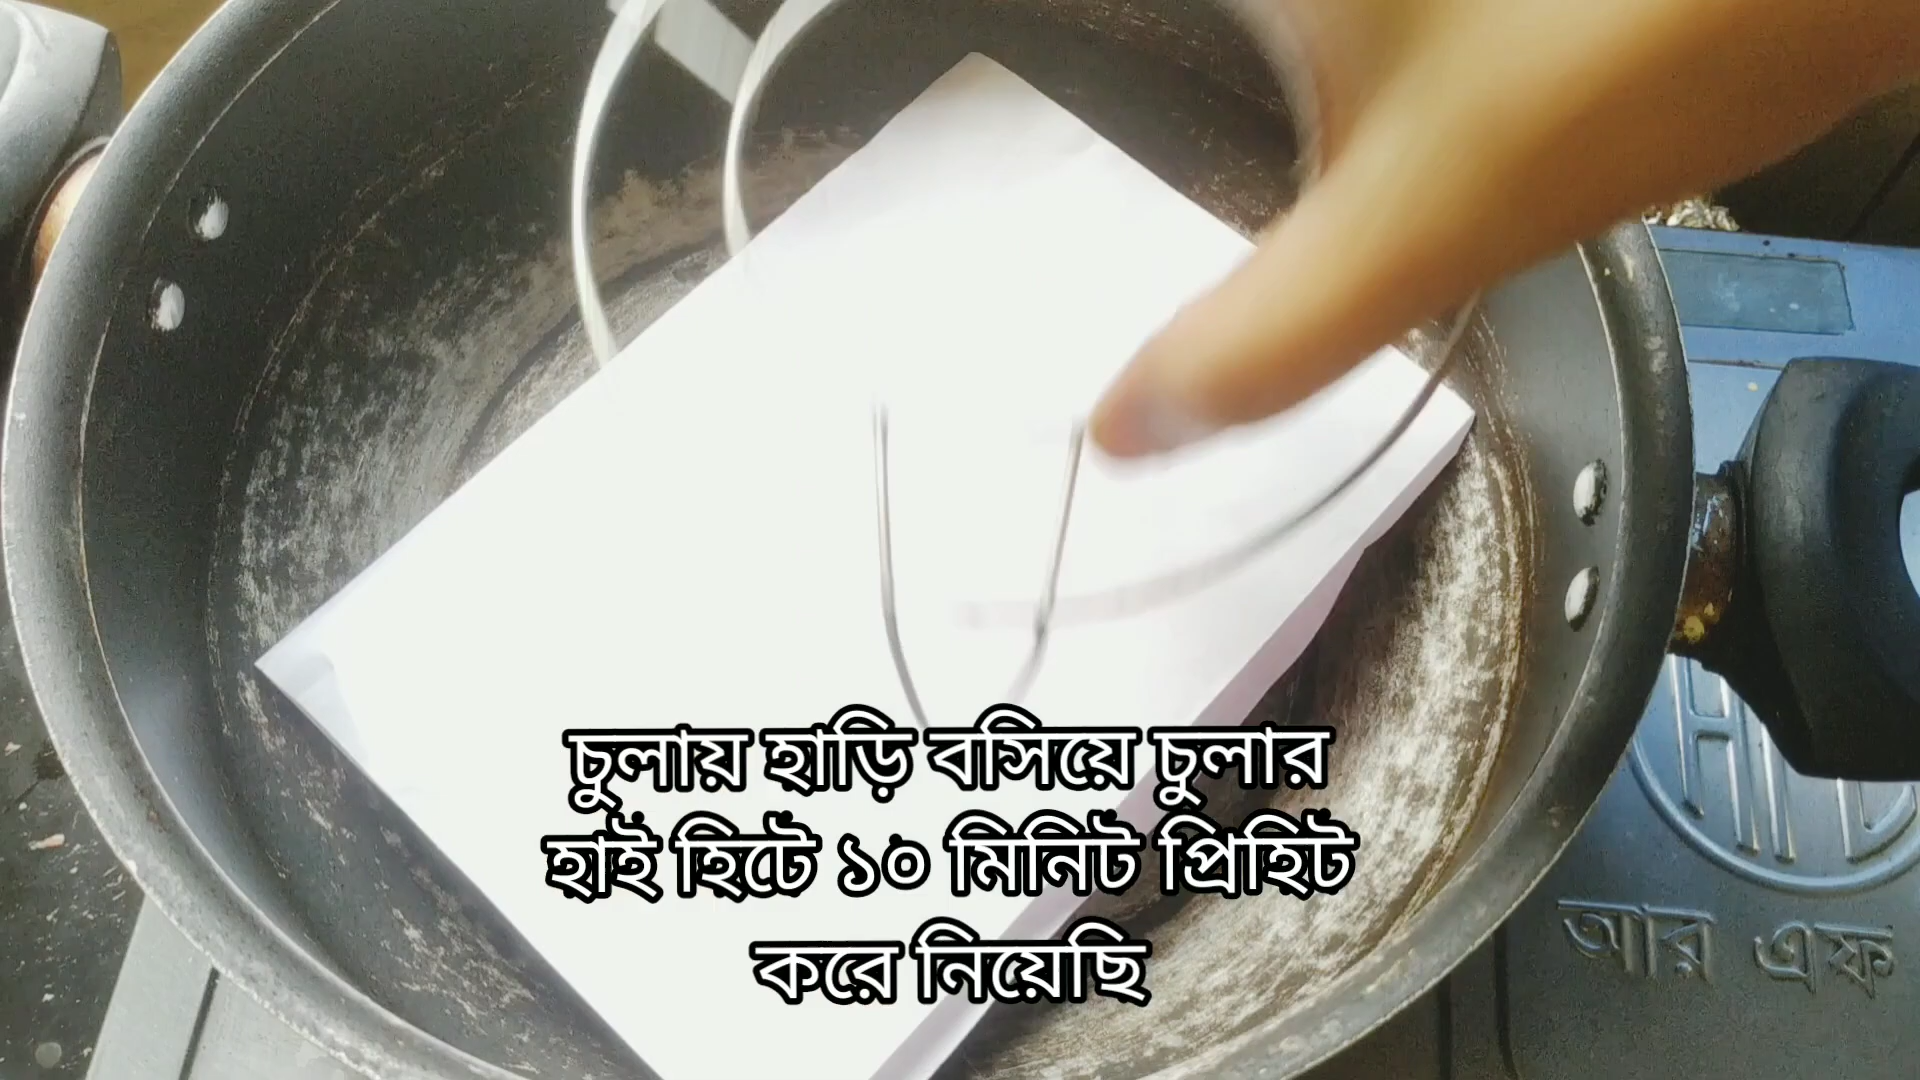 চুলায় হাড়ি বসিয়ে চুলার
হাই হিটে ১০ মিনিট প্রিহিট
করে নিয়েছি
আর এফ